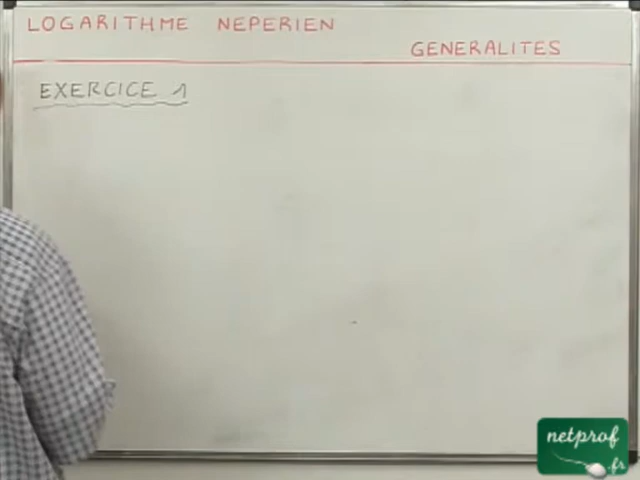 LOGARITHME NEPERIEN
GENERALITES
EXERCICE 1
netprof
.fr